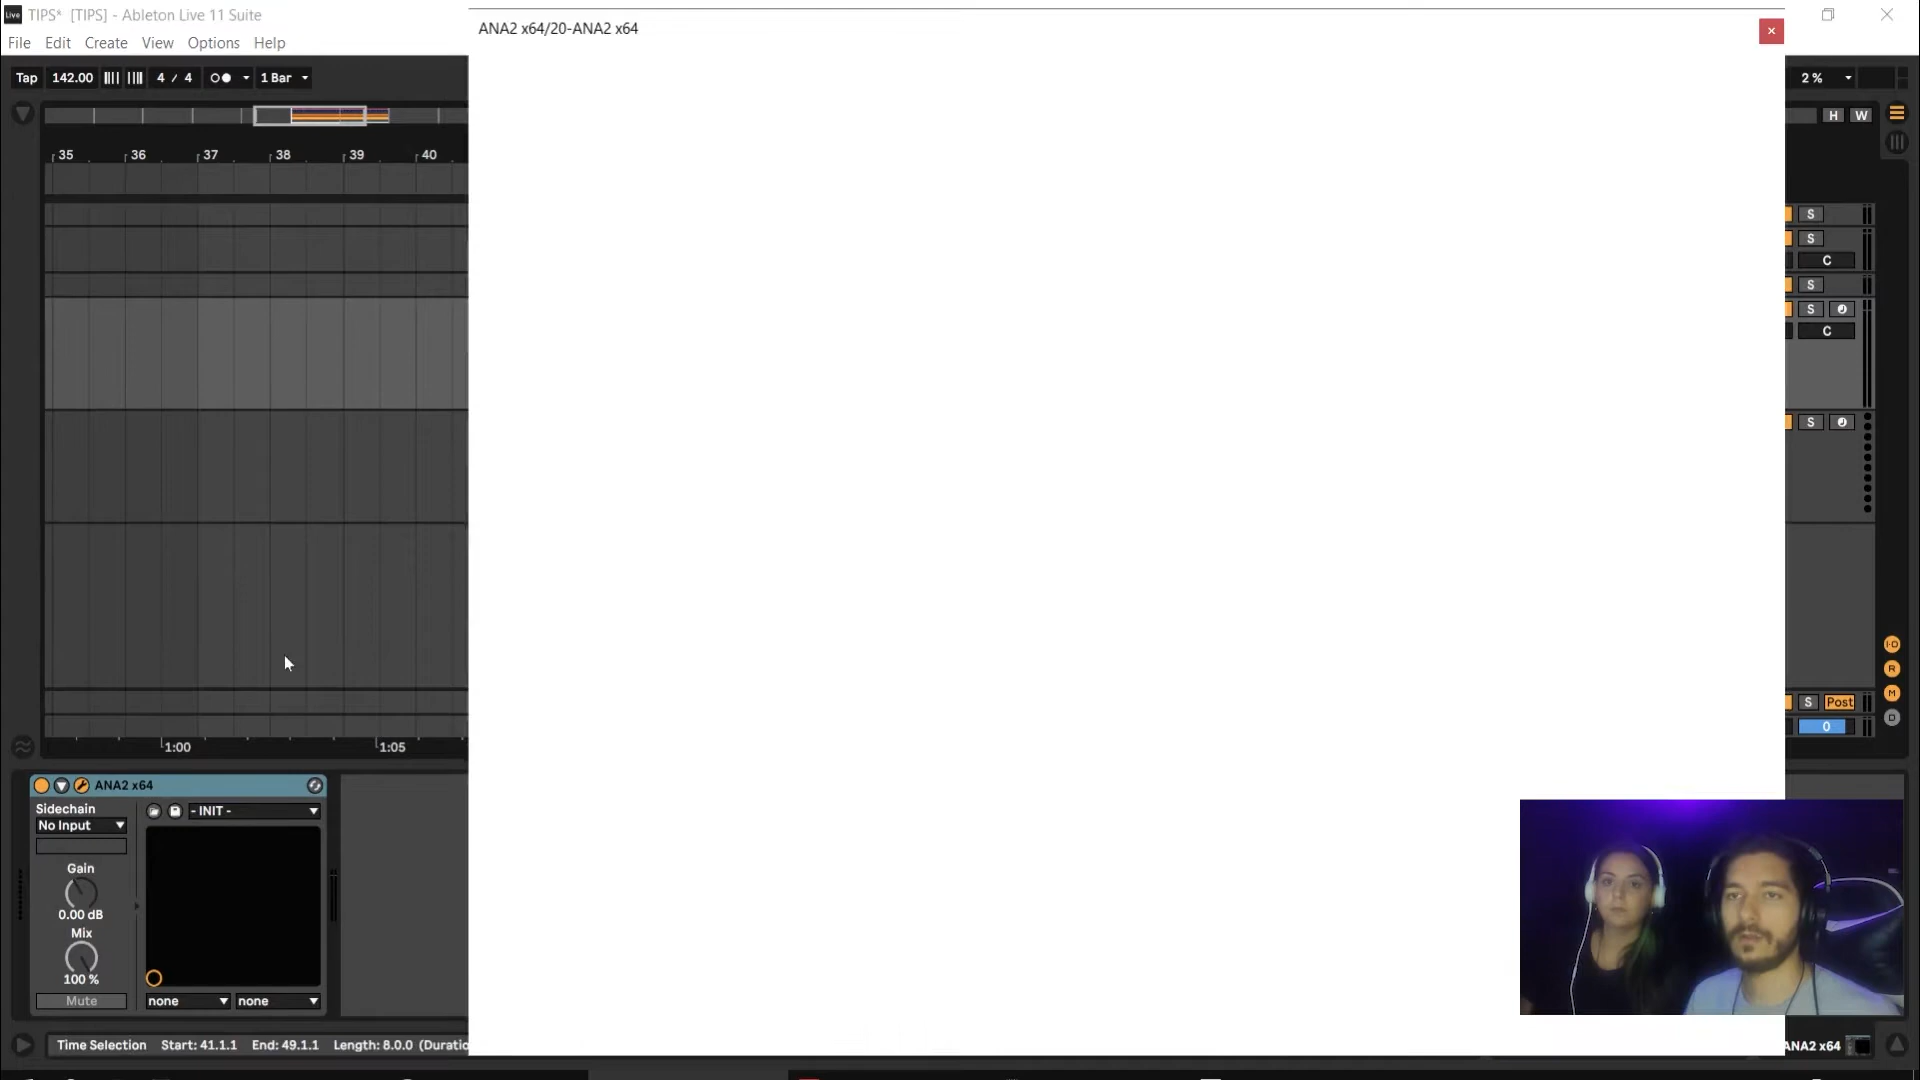 TIPS* [TIPS] - Ableton Live 11 Suite
ANA2 x64/20-ANA2 x64
File Edit Create View Options Help
Tap 142.00 4 / 4 1 Bar 2 %
H W
35 36 37 38 39 40
S
S
C
S
S
C
S
S Post
0
1:00 1:05
ANA2 x64
Sidechain
No Input
- INIT -
Gain
0.00 dB
Mix
100 %
Mute none none
Time Selection Start: 41.1.1 End: 49.1.1 Length: 8.0.0 (Duratio
ANA2 x64
I·O
R
M
D